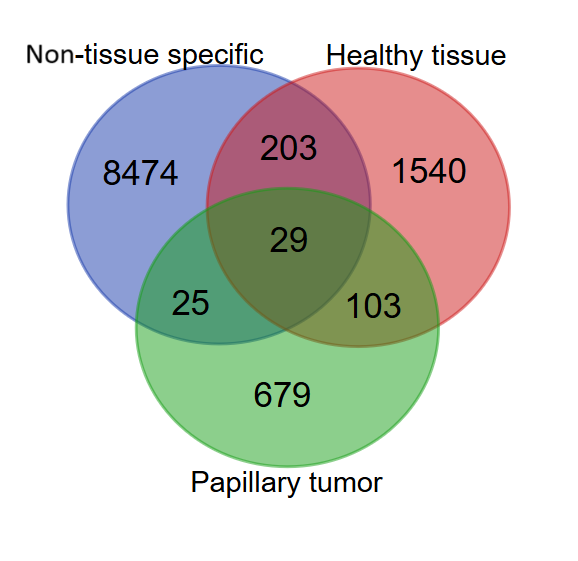 Non-tissue specific
Healthy tissue
203
8474
1540
29
25
103
679
Papillary tumor